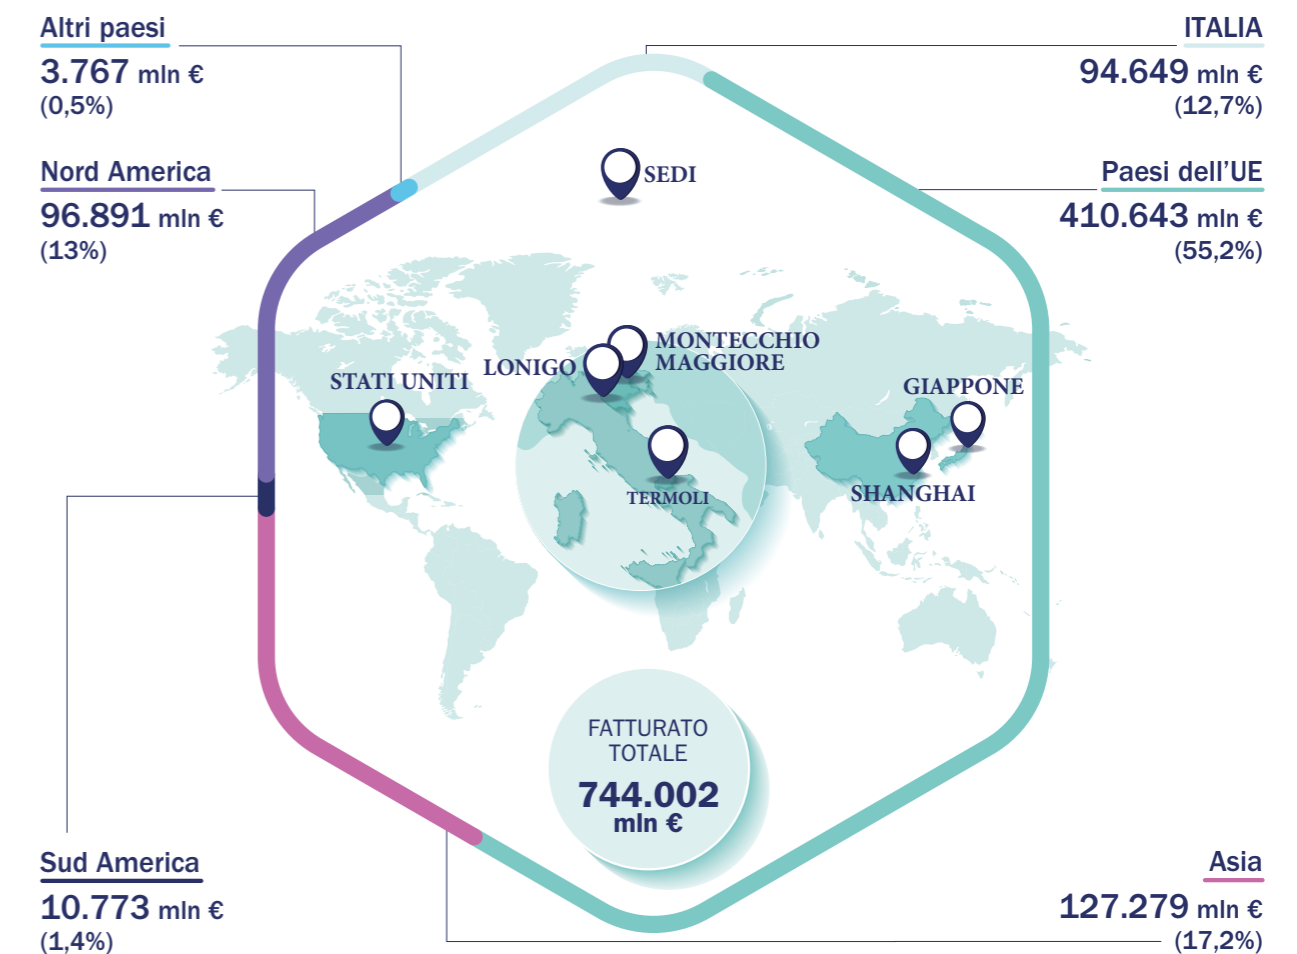 Altri paesi
3.767 mln €
(0,5%)
ITALIA
94.649 mln €
(12,7%)
Nord America
96.891 mln €
(13%)
Paesi dell’UE
410.643 mln €
(55,2%)
SEDI
MONTECCHIO
MAGGIORE
LONIGO
STATI UNITI
GIAPPONE
SHANGHAI
TERMOLI
FATTURATO
TOTALE
744.002
mln €
Sud America
10.773 mln €
(1,4%)
Asia
127.279 mln €
(17,2%)